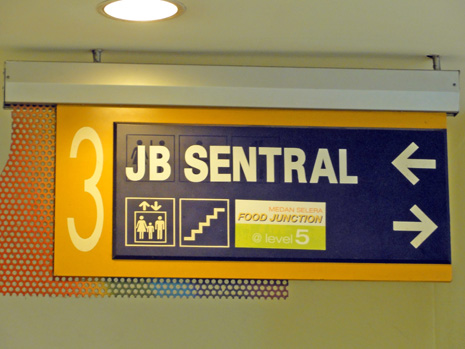 3
JB SENTRAL
MEDAN SELERA
FOOD JUNCTION
@ level 5